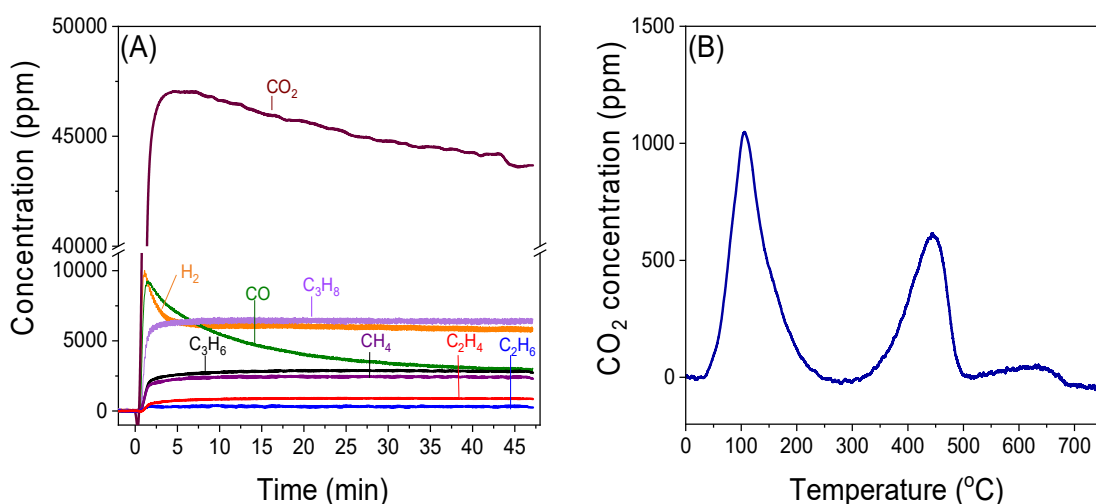 (A)
Concentration (ppm)
50000
45000
40000
10000
5000
0
CO₂
H₂
CO
C₃H₈
C₃H₆
CH₄
C₂H₄
C₂H₆
0 5 10 15 20 25 30 35 40 45
Time (min)
(B)
CO₂ concentration (ppm)
1500
1000
500
0
0 100 200 300 400 500 600 700
Temperature (°C)